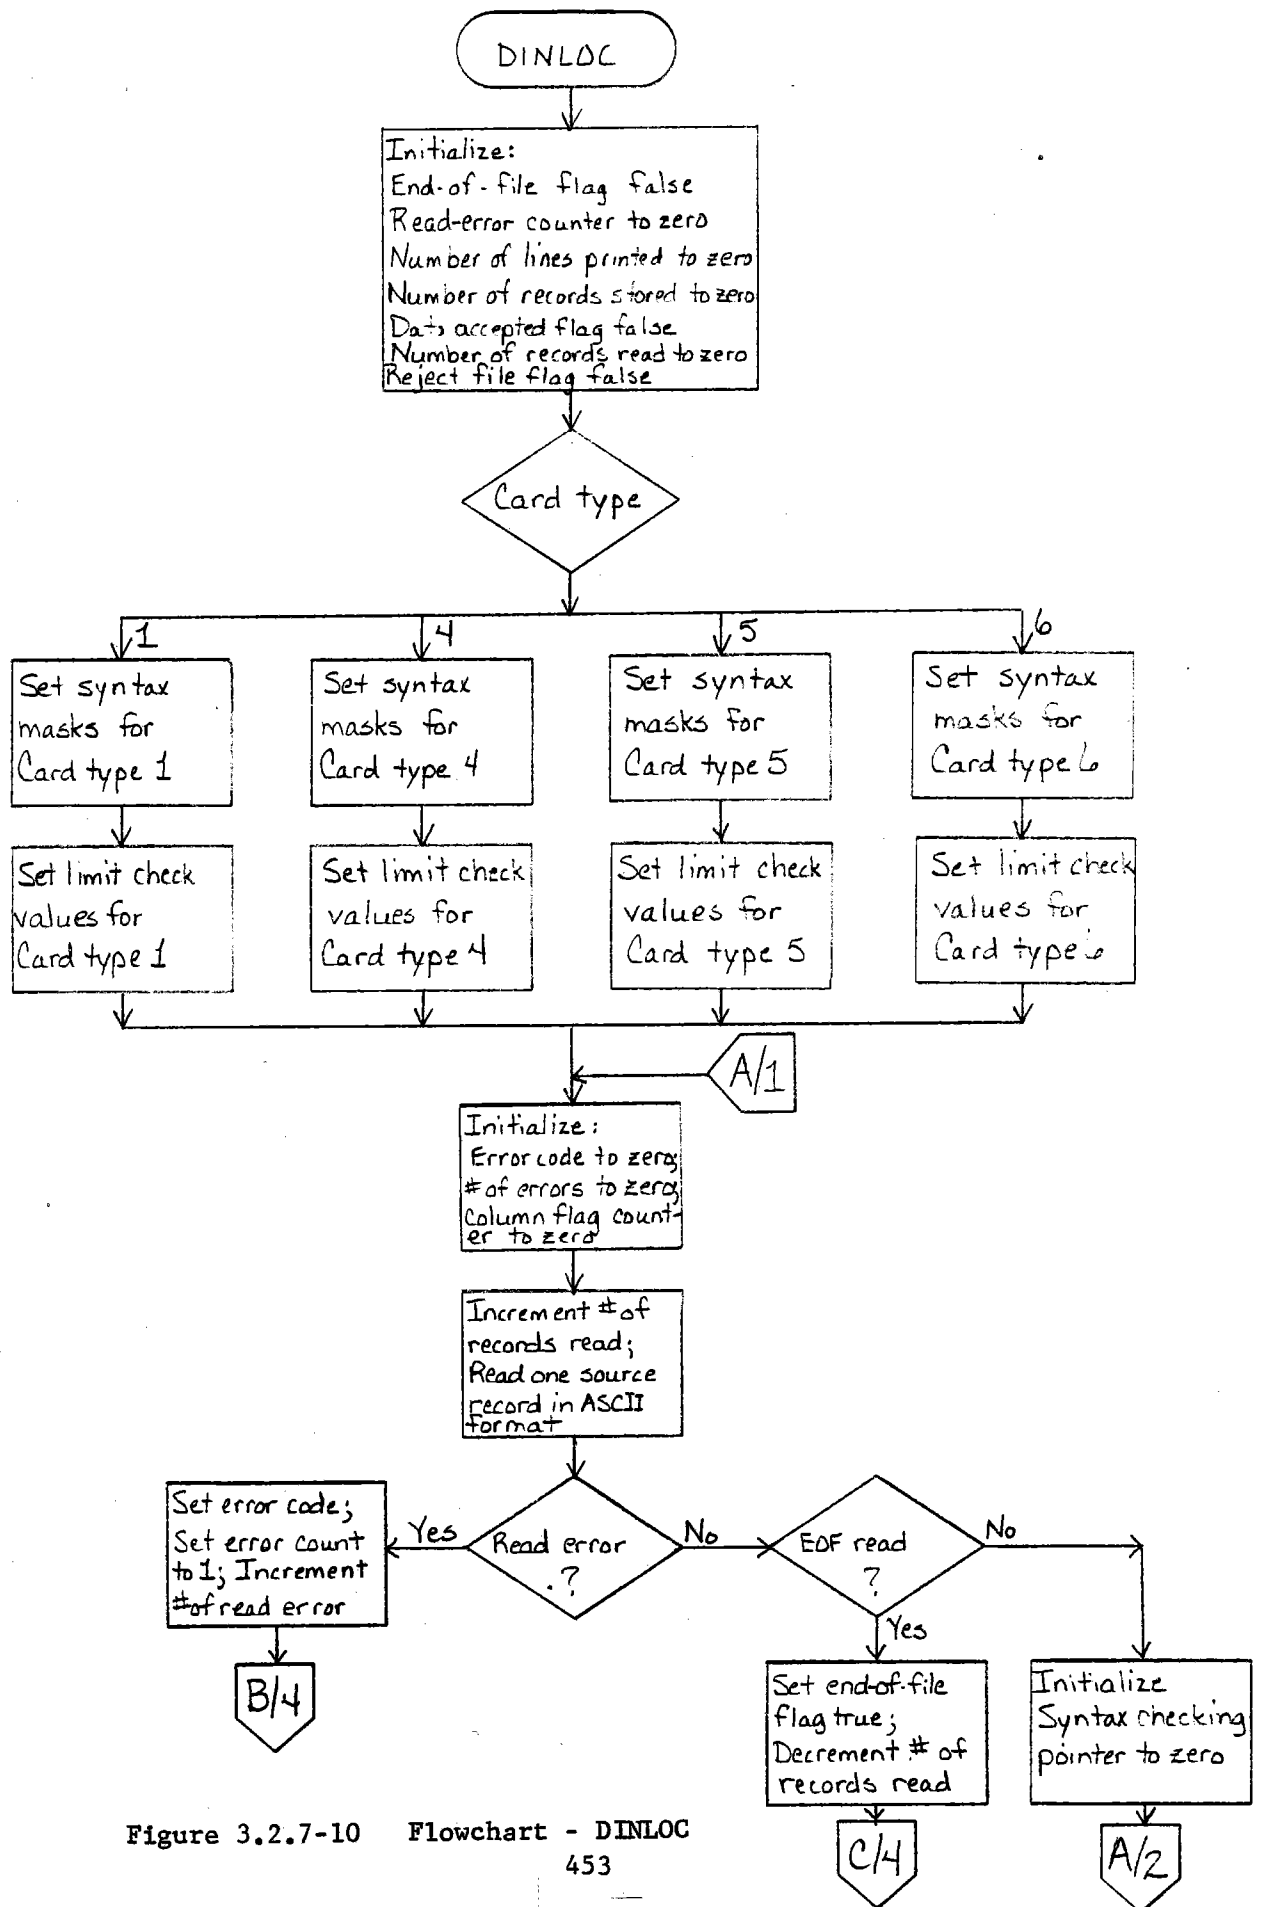 DINLOC
Initialize:
End-of-file flag false
Read-error counter to zero
Number of lines printed to zero
Number of records stored to zero
Data accepted flag false
Number of records read to zero
Reject file flag false
Card type
1
4
5
6
Set syntax
masks for
Card type 1
Set syntax
masks for
Card type 4
Set syntax
masks for
Card type 5
Set syntax
masks for
Card type 6
Set limit check
values for
Card type 1
Set limit check
values for
Card type 4
Set limit check
values for
Card type 5
Set limit check
values for
Card type 6
A/1
Initialize:
Error code to zero;
# of errors to zero;
Column flag count-
er to zero
Increment # of
records read;
Read one source
record in ASCII
format
Read error
?
Yes
No
Set error code;
Set error count
to 1; Increment
# of read error
B/4
EOF read
?
No
Yes
Set end-of-file
flag true;
Decrement # of
records read
C/4
Initialize
Syntax checking
pointer to zero
A/2
Figure 3.2.7-10 Flowchart - DINLOC
453